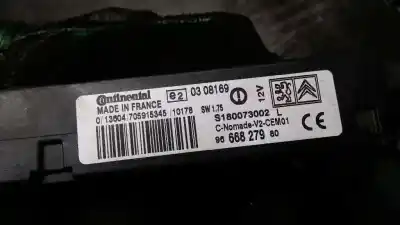 Continental e2 03 08169
MADE IN FRANCE SW 1.75 12V
0/13604:705915345 10178
S180073002 L
C-Nomade-V2-CEM01
96 668 279 80 CE